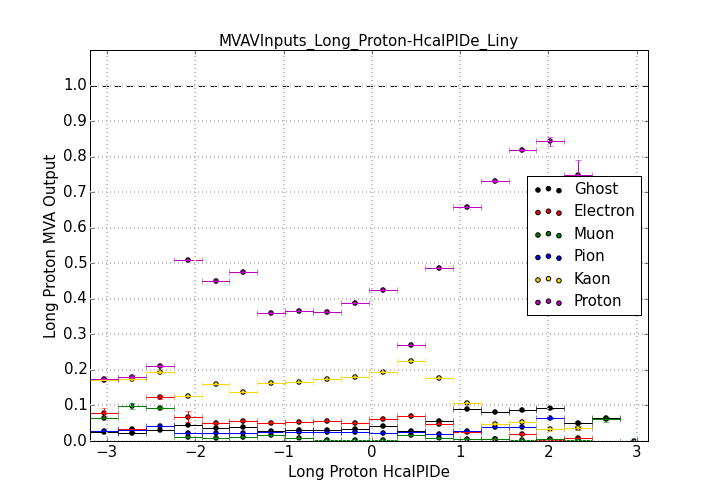 MVAVInputs_Long_Proton-HcalPIDe_Liny
1.0
0.9
0.8
0.7
0.6
0.5
0.4
0.3
0.2
0.1
0.0
Long Proton MVA Output
Ghost
Electron
Muon
Pion
Kaon
Proton
−3 −2 −1 0 1 2 3
Long Proton HcalPIDe